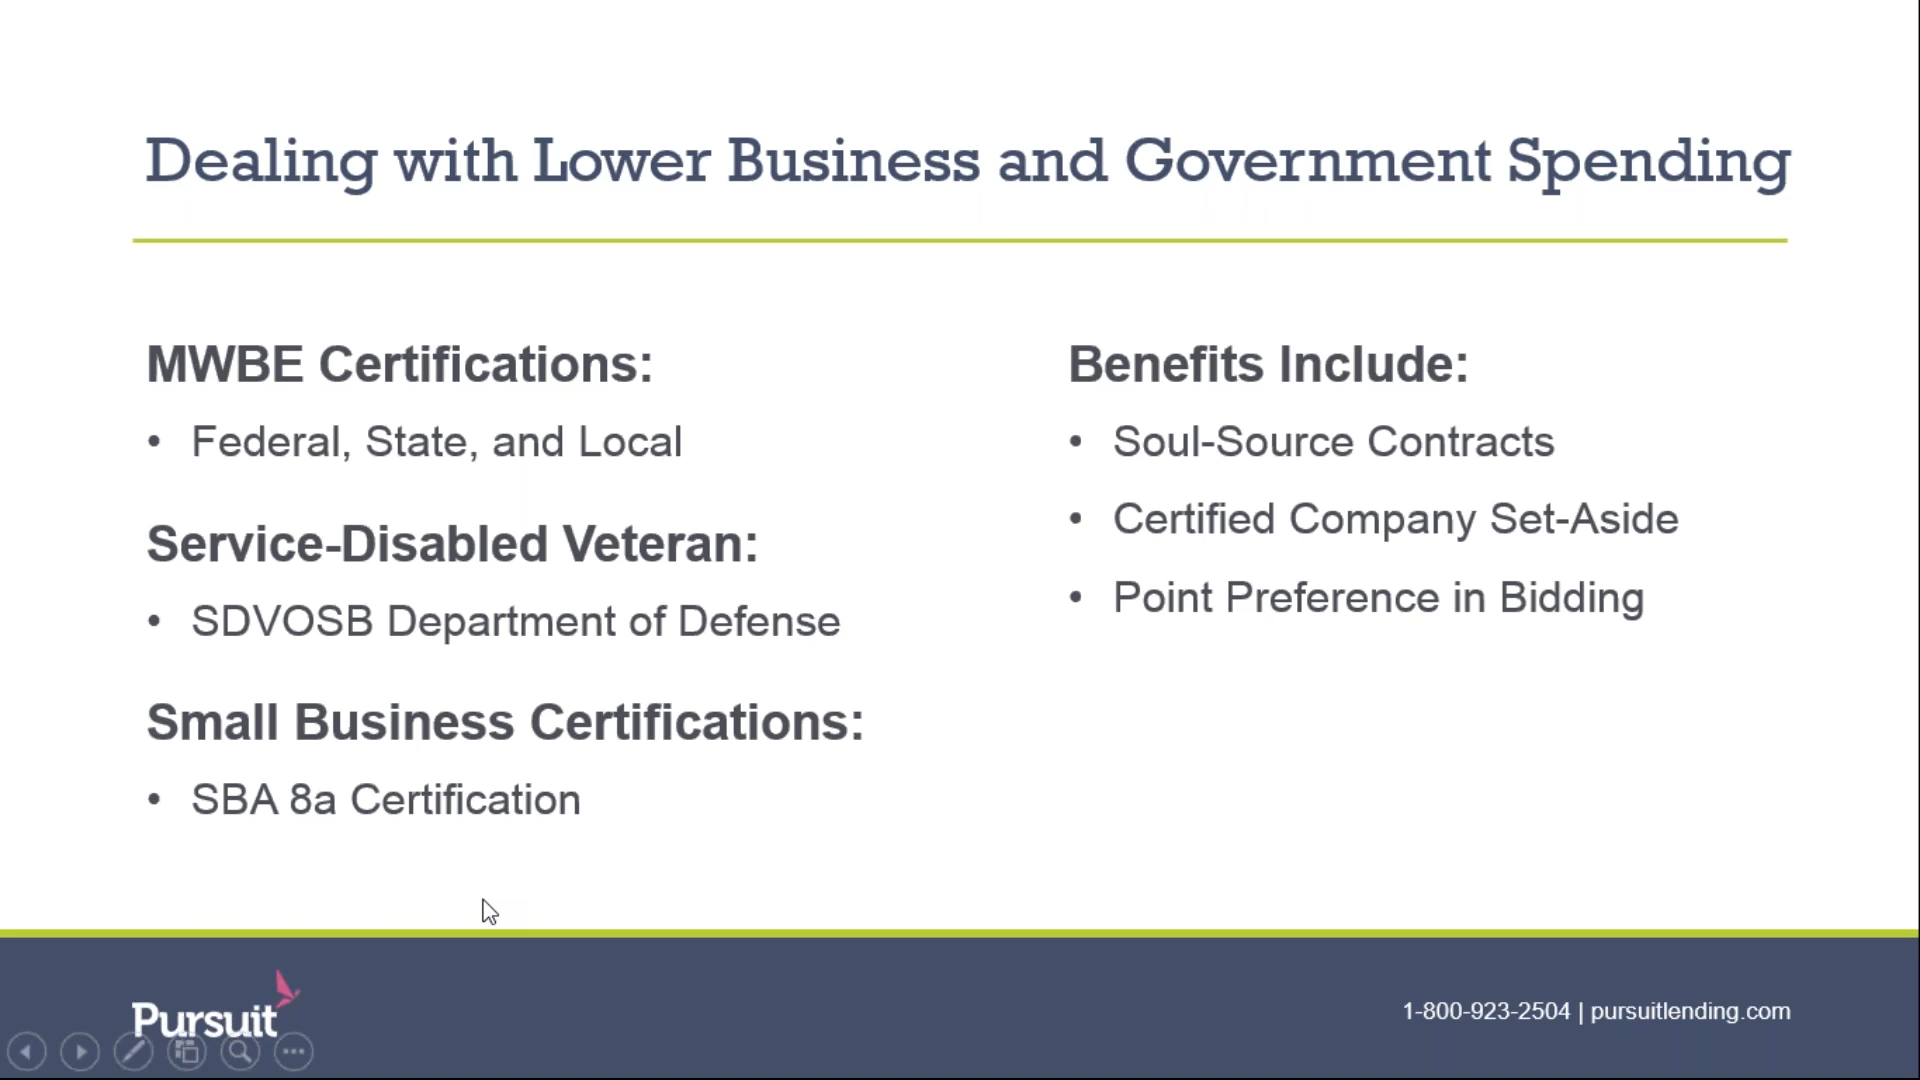 Dealing with Lower Business and Government Spending
MWBE Certifications:
• Federal, State, and Local
Service-Disabled Veteran:
• SDVOSB Department of Defense
Small Business Certifications:
• SBA 8a Certification
Benefits Include:
• Soul-Source Contracts
• Certified Company Set-Aside
• Point Preference in Bidding
Pursuit
1-800-923-2504 | pursuitlending.com